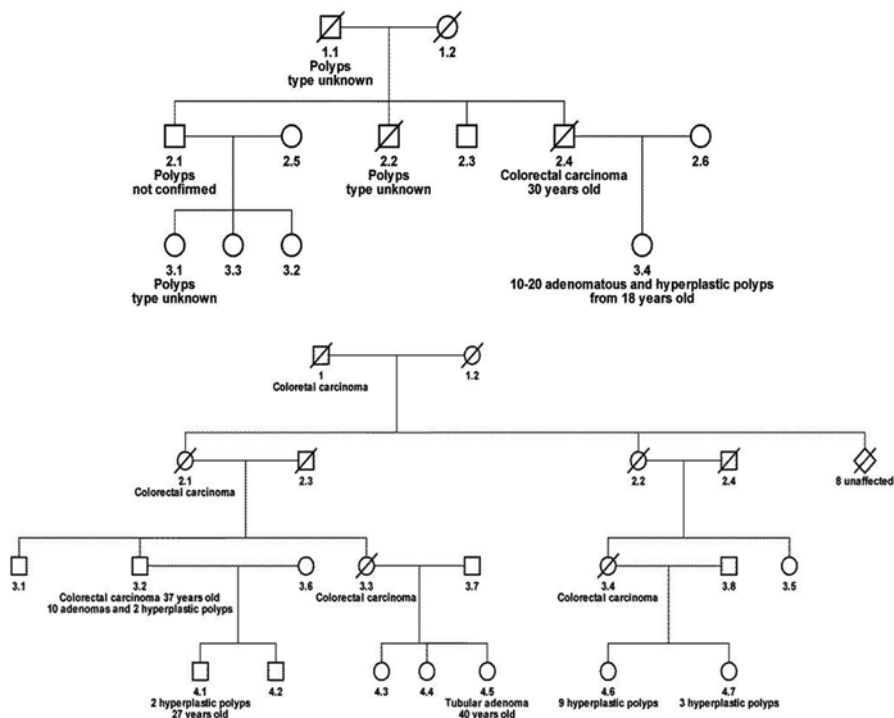 1.1
1.2
Polyps
type unknown
2.1
2.5
2.2
2.3
2.4
2.6
Polyps
not confirmed
Polyps
type unknown
Colorectal carcinoma
30 years old
3.1
3.3
3.2
3.4
Polyps
type unknown
10-20 adenomatous and hyperplastic polyps
from 18 years old
1
1.2
Coloretal carcinoma
2.1
2.3
2.2
2.4
8 unaffected
Colorectal carcinoma
3.1
3.2
3.6
3.3
3.7
3.4
3.8
3.5
Colorectal carcinoma 37 years old
10 adenomas and 2 hyperplastic polyps
Colorectal carcinoma
Colorectal carcinoma
4.1
4.2
4.3
4.4
4.5
4.6
4.7
2 hyperplastic polyps
27 years old
Tubular adenoma
40 years old
9 hyperplastic polyps
3 hyperplastic polyps